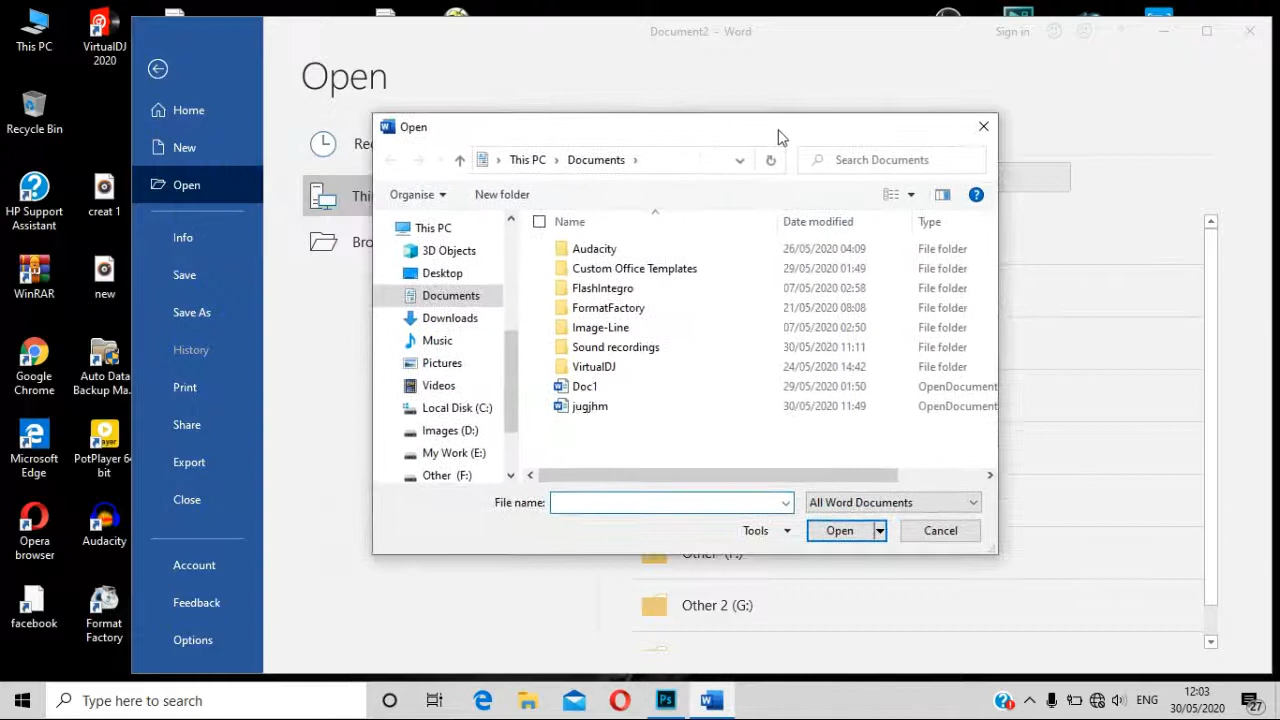 This PC
VirtualDJ
2020
Recycle Bin
HP Support
Assistant
creat 1
WinRAR
new
Google
Chrome
Auto Data
Backup Ma...
Microsoft
Edge
PotPlayer 64
bit
Opera
browser
Audacity
facebook
Format
Factory
Document2 - Word
Sign in
Home
New
Open
Info
Save
Save As
History
Print
Share
Export
Close
Account
Feedback
Options
Open
Rec
Thi
Bro
Open
This PC
Documents
Search Documents
Organise
New folder
This PC
3D Objects
Desktop
Documents
Downloads
Music
Pictures
Videos
Local Disk (C:)
Images (D:)
My Work (E:)
Other (F:)
Name Date modified Type
Audacity 26/05/2020 04:09 File folder
Custom Office Templates 29/05/2020 01:49 File folder
FlashIntegro 07/05/2020 02:58 File folder
FormatFactory 21/05/2020 08:08 File folder
Image-Line 07/05/2020 02:50 File folder
Sound recordings 30/05/2020 11:11 File folder
VirtualDJ 24/05/2020 14:42 File folder
Doc1 29/05/2020 01:50 OpenDocument
jugjhm 30/05/2020 11:49 OpenDocument
File name: All Word Documents
Tools Open Cancel
Other (F:)
Other 2 (G:)
Type here to search
Ps
ENG
12:03
30/05/2020
27